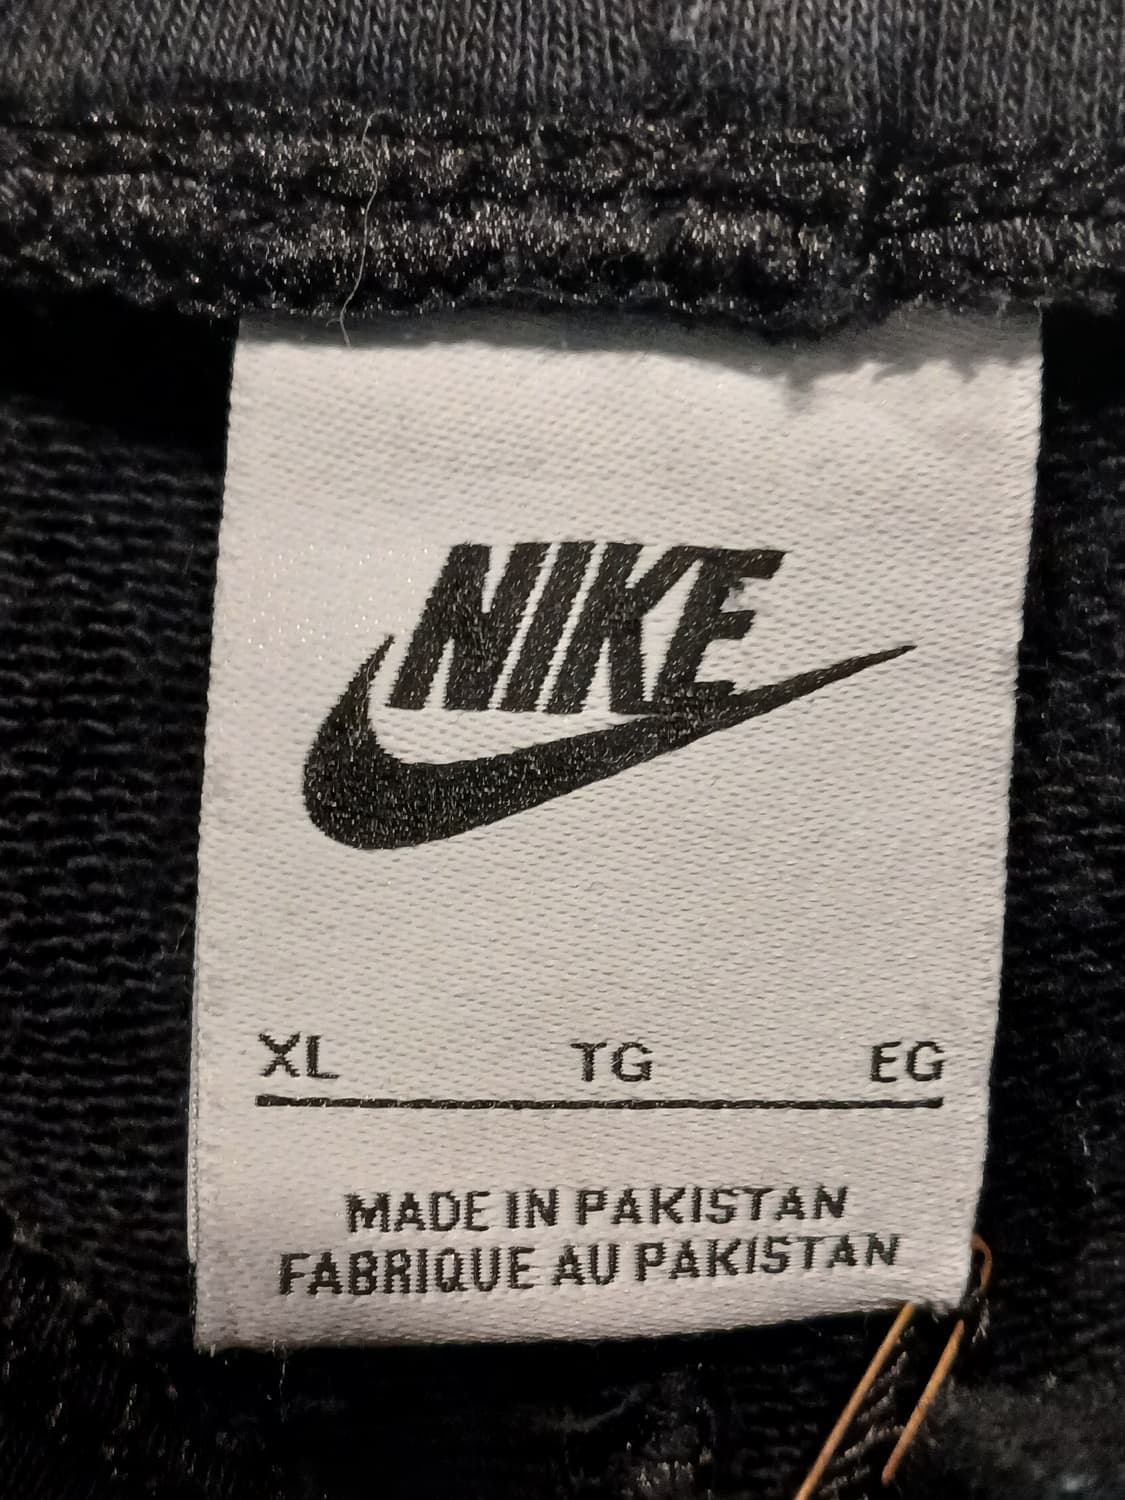 NIKE
XL TG EG
MADE IN PAKISTAN
FABRIQUE AU PAKISTAN